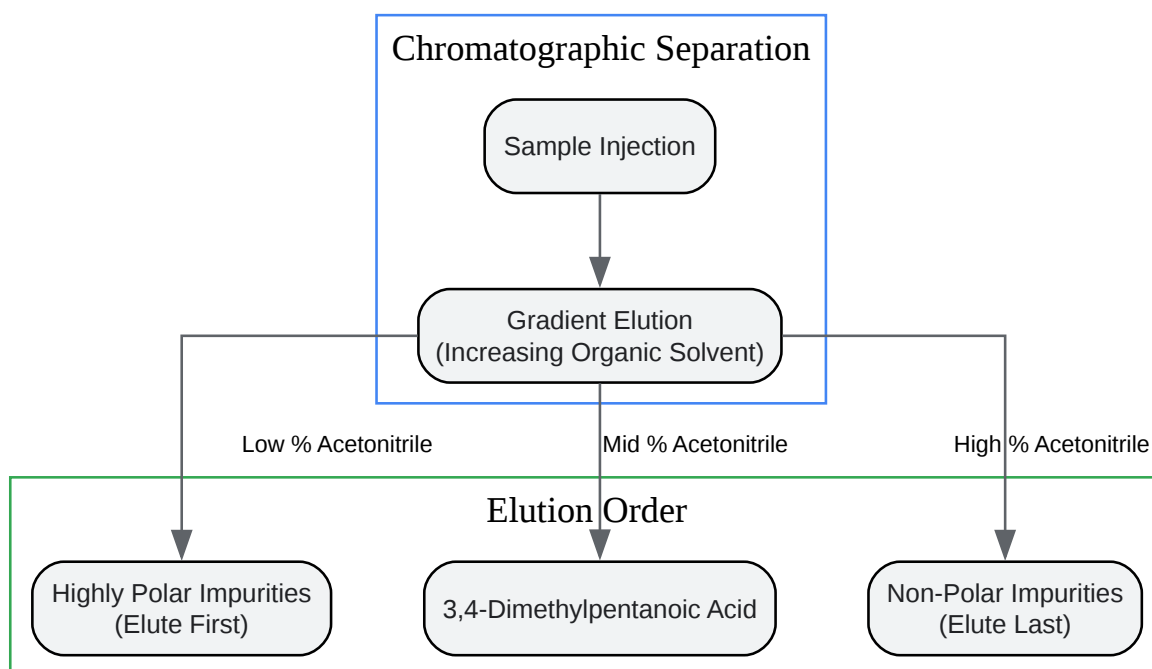 Chromatographic Separation
Sample Injection
Gradient Elution
(Increasing Organic Solvent)
Low % Acetonitrile
Mid % Acetonitrile
High % Acetonitrile
Elution Order
Highly Polar Impurities
(Elute First)
3,4-Dimethylpentanoic Acid
Non-Polar Impurities
(Elute Last)